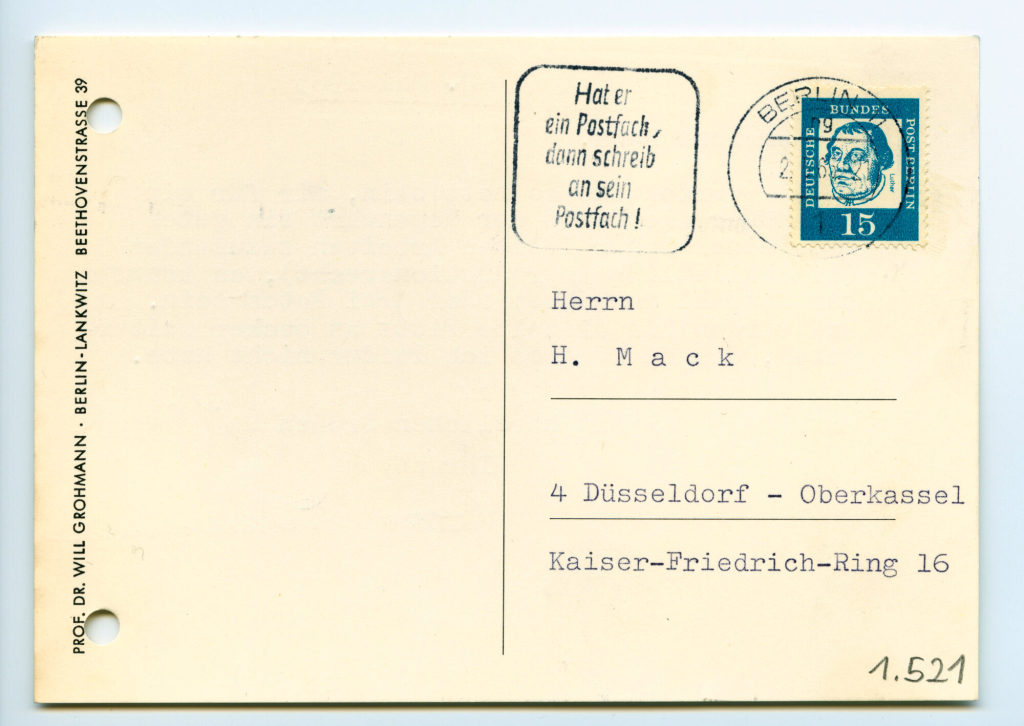 PROF. DR. WILL GROHMANN · BERLIN-LANKWITZ BEETHOVENSTRASSE 39
Hat er
ein Postfach,
dann schreib
an sein
Postfach!
BERLIN
DEUTSCHE
BUNDES
POST BERLIN
Luther
15
Herrn
H. Mack
4 Düsseldorf - Oberkassel
Kaiser-Friedrich-Ring 16
1.521